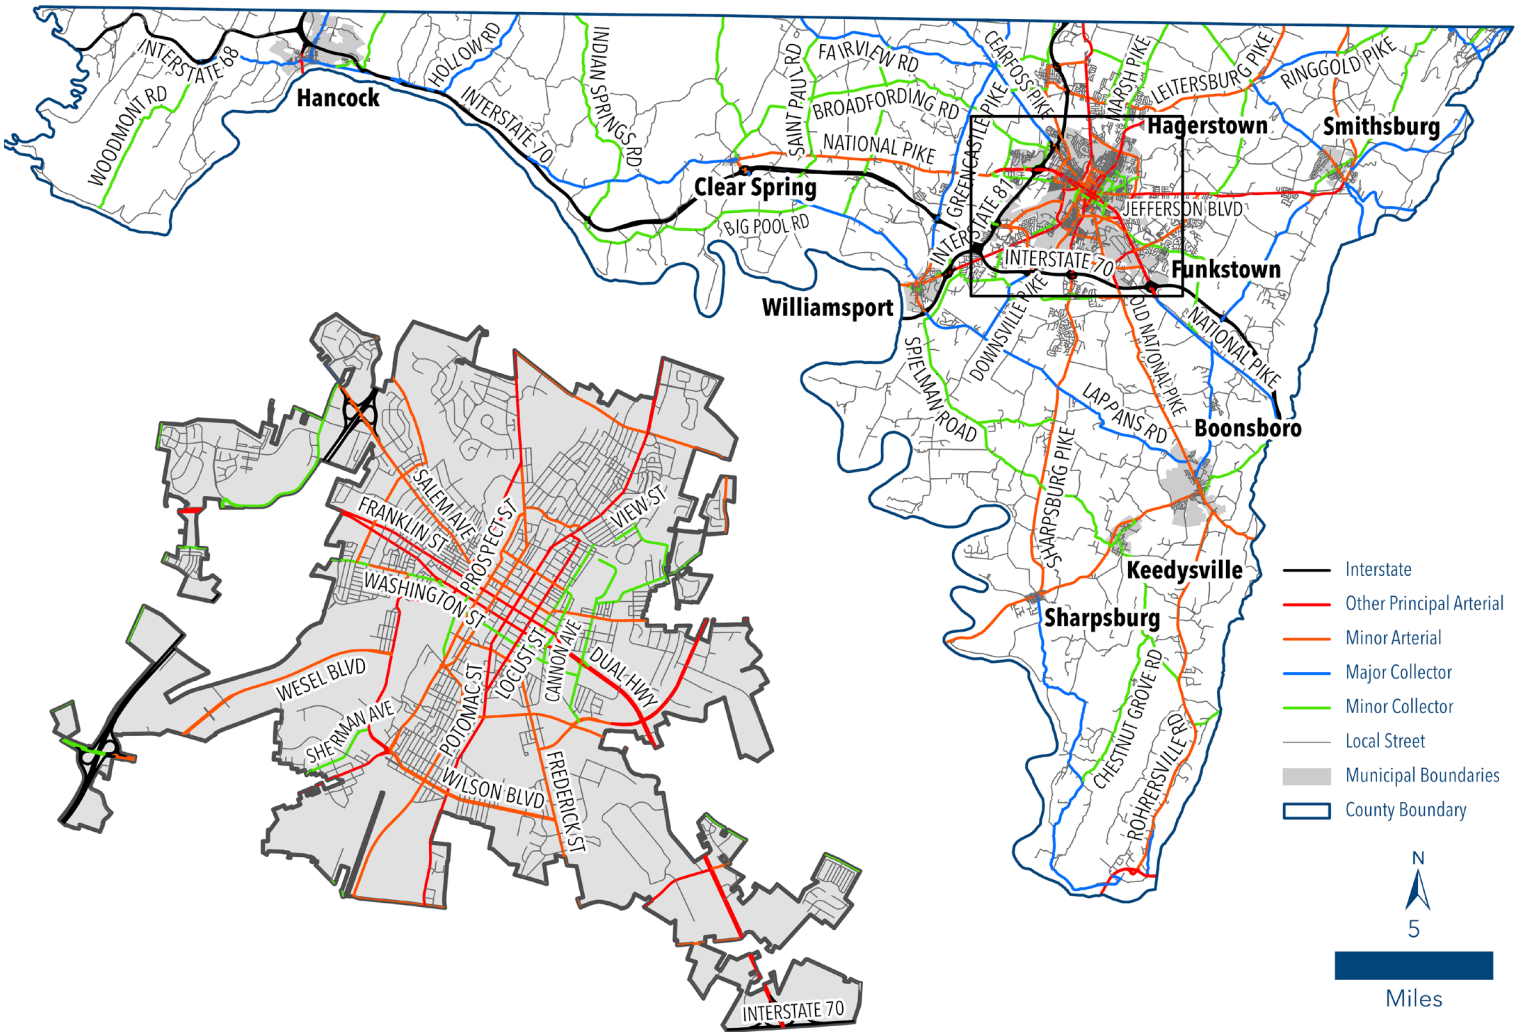 INTERSTATE 68
WOODMONT RD
Hancock
HOLLOW RD
INTERSTATE 70
INDIAN SPRINGS RD
SAINT PAUL RD
FAIRVIEW RD
BROADFORDING RD
NATIONAL PIKE
Clear Spring
BIG POOL RD
CEARFOSS PIKE
GREENCASTLE PIKE
INTERSTATE 81
MARSH PIKE
LEITERSBURG PIKE
RINGGOLD PIKE
Hagerstown
Smithsburg
JEFFERSON BLVD
INTERSTATE 70
Funkstown
Williamsport
DOWNSVILLE PIKE
OLD NATIONAL PIKE
NATIONAL PIKE
SPIELMAN ROAD
LAPPANS RD
Boonsboro
SHARPSBURG PIKE
Keedysville
Sharpsburg
CHESTNUT GROVE RD
ROHRERSVILLE RD
SALEM AVE
FRANKLIN ST
PROSPECT ST
VIEW ST
WASHINGTON ST
LOCUST ST
CANNON AVE
DUAL HWY
WESEL BLVD
POTOMAC ST
SHERMAN AVE
WILSON BLVD
FREDERICK ST
INTERSTATE 70
Interstate
Other Principal Arterial
Minor Arterial
Major Collector
Minor Collector
Local Street
Municipal Boundaries
County Boundary
N
5
Miles